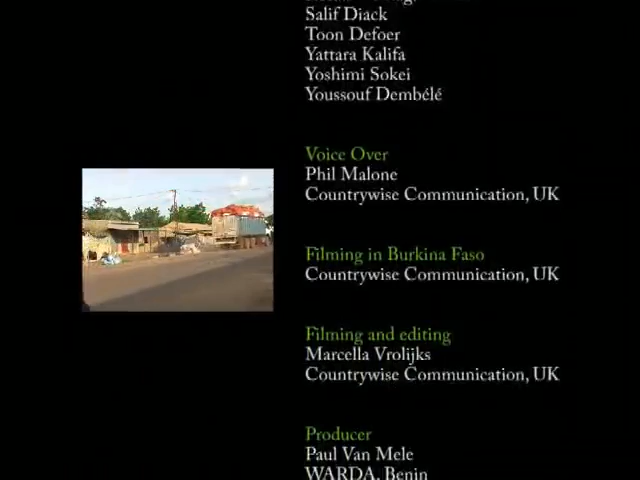 Salif Diack
Toon Defoer
Yattara Kalifa
Yoshimi Sokei
Youssouf Dembélé
Voice Over
Phil Malone
Countrywise Communication, UK
Filming in Burkina Faso
Countrywise Communication, UK
Filming and editing
Marcella Vrolijks
Countrywise Communication, UK
Producer
Paul Van Mele
WARDA, Benin